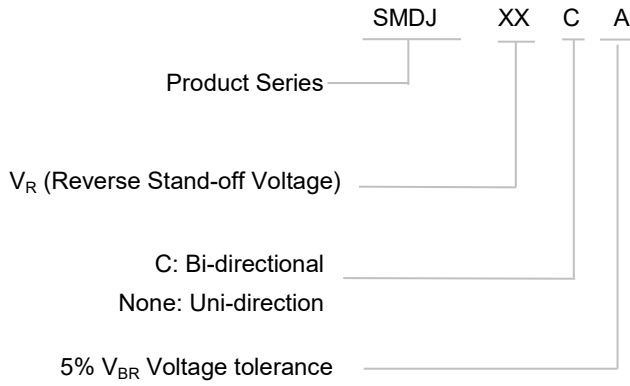 SMDJ XX C A
Product Series
VR (Reverse Stand-off Voltage)
C: Bi-directional
None: Uni-direction
5% VBR Voltage tolerance